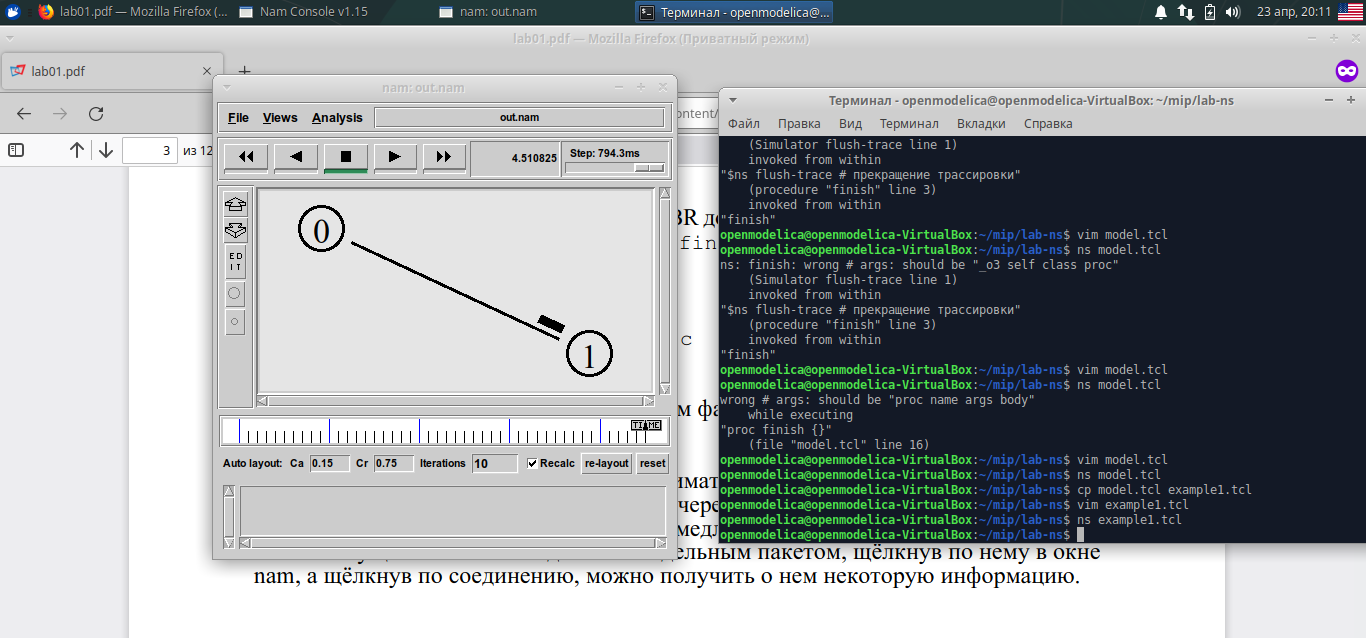 lab01.pdf — Mozilla Firefox (...
Nam Console v1.15
nam: out.nam
Терминал - openmodelica@...
23 апр, 20:11
lab01.pdf — Mozilla Firefox (Приватный режим)
lab01.pdf
ontent/
3
из 12
nam: out.nam
File
Views
Analysis
out.nam
4.510825
Step: 794.3ms
E D
I T
0
1
TIME
Auto layout:
Ca
0.15
Cr
0.75
Iterations
10
Recalc
re-layout
reset
BR
fin
с
м фа
имат
чере
медл
дельным пакетом, щёлкнув по нему в окне
nam, а щёлкнув по соединению, можно получить о нем некоторую информацию.
Терминал - openmodelica@openmodelica-VirtualBox: ~/mip/lab-ns
Файл
Правка
Вид
Терминал
Вкладки
Справка
(Simulator flush-trace line 1)
invoked from within
"$ns flush-trace # прекращение трассировки"
(procedure "finish" line 3)
invoked from within
"finish"
openmodelica@openmodelica-VirtualBox:~/mip/lab-ns$ vim model.tcl
openmodelica@openmodelica-VirtualBox:~/mip/lab-ns$ ns model.tcl
ns: finish: wrong # args: should be "_o3 self class proc"
(Simulator flush-trace line 1)
invoked from within
"$ns flush-trace # прекращение трассировки"
(procedure "finish" line 3)
invoked from within
"finish"
openmodelica@openmodelica-VirtualBox:~/mip/lab-ns$ vim model.tcl
openmodelica@openmodelica-VirtualBox:~/mip/lab-ns$ ns model.tcl
wrong # args: should be "proc name args body"
while executing
"proc finish {}"
(file "model.tcl" line 16)
openmodelica@openmodelica-VirtualBox:~/mip/lab-ns$ vim model.tcl
openmodelica@openmodelica-VirtualBox:~/mip/lab-ns$ ns model.tcl
openmodelica@openmodelica-VirtualBox:~/mip/lab-ns$ cp model.tcl example1.tcl
openmodelica@openmodelica-VirtualBox:~/mip/lab-ns$ vim example1.tcl
openmodelica@openmodelica-VirtualBox:~/mip/lab-ns$ ns example1.tcl
openmodelica@openmodelica-VirtualBox:~/mip/lab-ns$